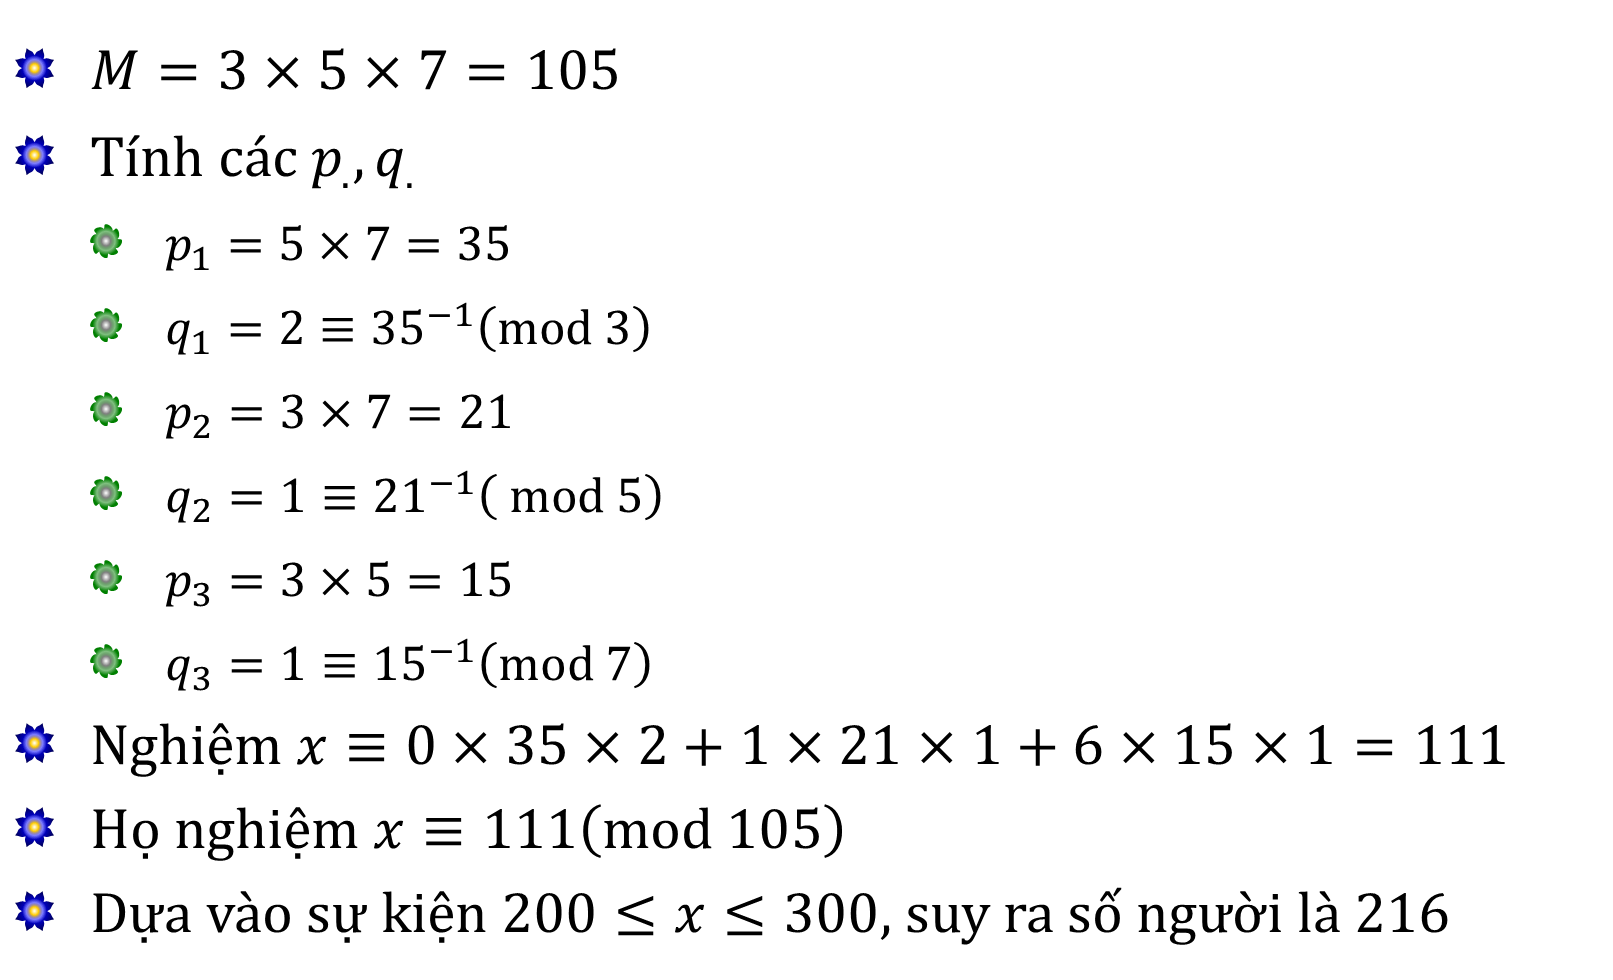 M = 3 × 5 × 7 = 105
Tính các p., q.
p₁ = 5 × 7 = 35
q₁ = 2 ≡ 35⁻¹(mod 3)
p₂ = 3 × 7 = 21
q₂ = 1 ≡ 21⁻¹( mod 5)
p₃ = 3 × 5 = 15
q₃ = 1 ≡ 15⁻¹(mod 7)
Nghiệm x ≡ 0 × 35 × 2 + 1 × 21 × 1 + 6 × 15 × 1 = 111
Họ nghiệm x ≡ 111(mod 105)
Dựa vào sự kiện 200 ≤ x ≤ 300, suy ra số người là 216